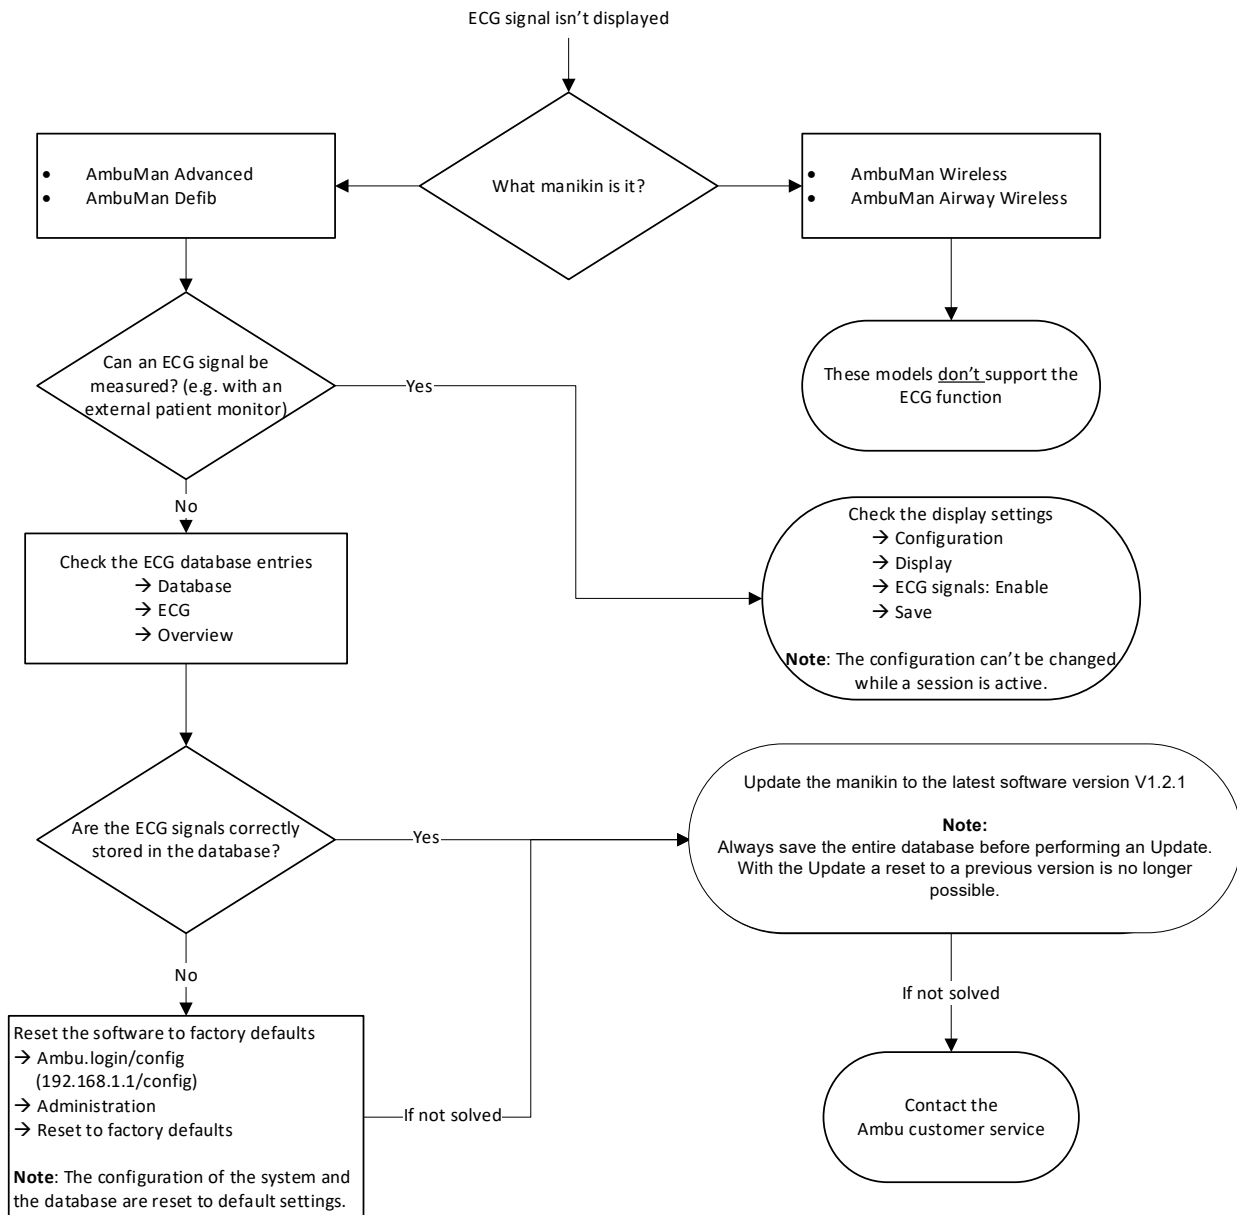 ECG signal isn't displayed
What manikin is it?
• AmbuMan Advanced
• AmbuMan Defib
• AmbuMan Wireless
• AmbuMan Airway Wireless
Can an ECG signal be
measured? (e.g. with an
external patient monitor)
Yes
These models don't support the
ECG function
No
Check the display settings
→ Configuration
→ Display
→ ECG signals: Enable
→ Save
Note: The configuration can't be changed
while a session is active.
Check the ECG database entries
→ Database
→ ECG
→ Overview
Are the ECG signals correctly
stored in the database?
Yes
Update the manikin to the latest software version V1.2.1
Note:
Always save the entire database before performing an Update.
With the Update a reset to a previous version is no longer
possible.
No
If not solved
Reset the software to factory defaults
→ Ambu.login/config
(192.168.1.1/config)
→ Administration
→ Reset to factory defaults
Note: The configuration of the system and
the database are reset to default settings.
If not solved
Contact the
Ambu customer service